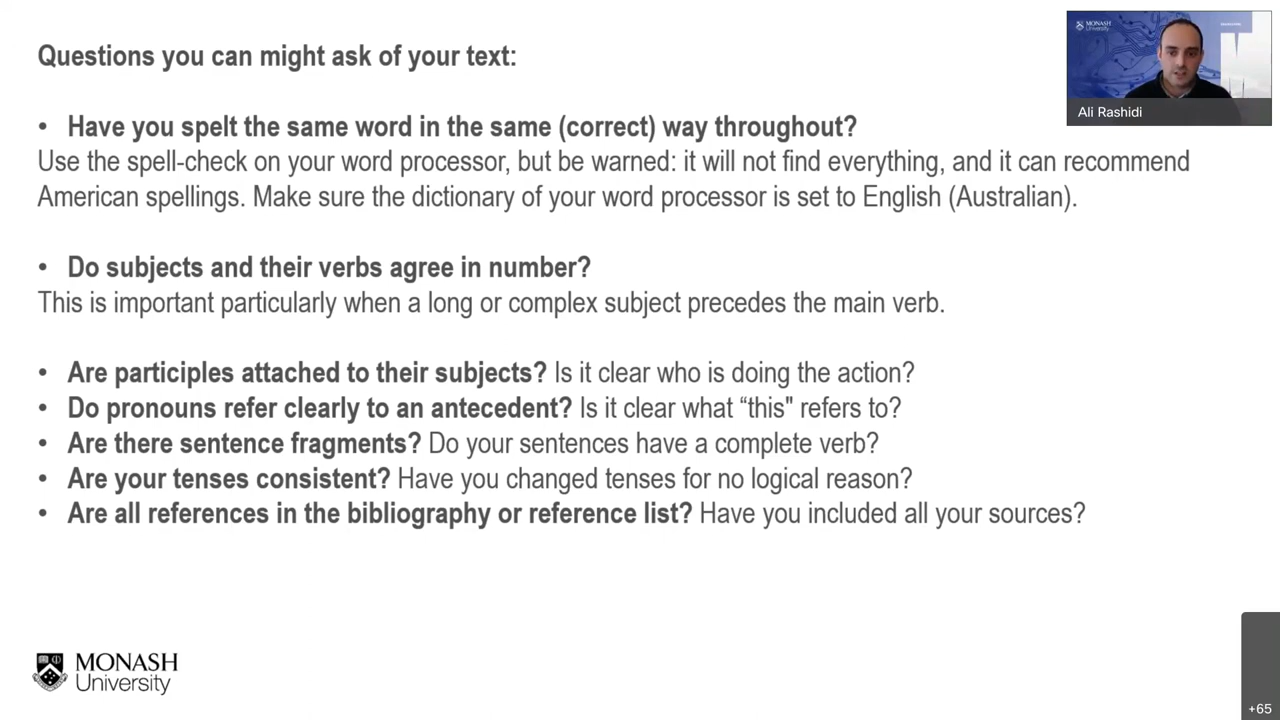 Questions you can might ask of your text:
• Have you spelt the same word in the same (correct) way throughout?
Use the spell-check on your word processor, but be warned: it will not find everything, and it can recommend
American spellings. Make sure the dictionary of your word processor is set to English (Australian).
• Do subjects and their verbs agree in number?
This is important particularly when a long or complex subject precedes the main verb.
• Are participles attached to their subjects? Is it clear who is doing the action?
• Do pronouns refer clearly to an antecedent? Is it clear what “this" refers to?
• Are there sentence fragments? Do your sentences have a complete verb?
• Are your tenses consistent? Have you changed tenses for no logical reason?
• Are all references in the bibliography or reference list? Have you included all your sources?
MONASH
University
Ali Rashidi
MONASH
University
+65